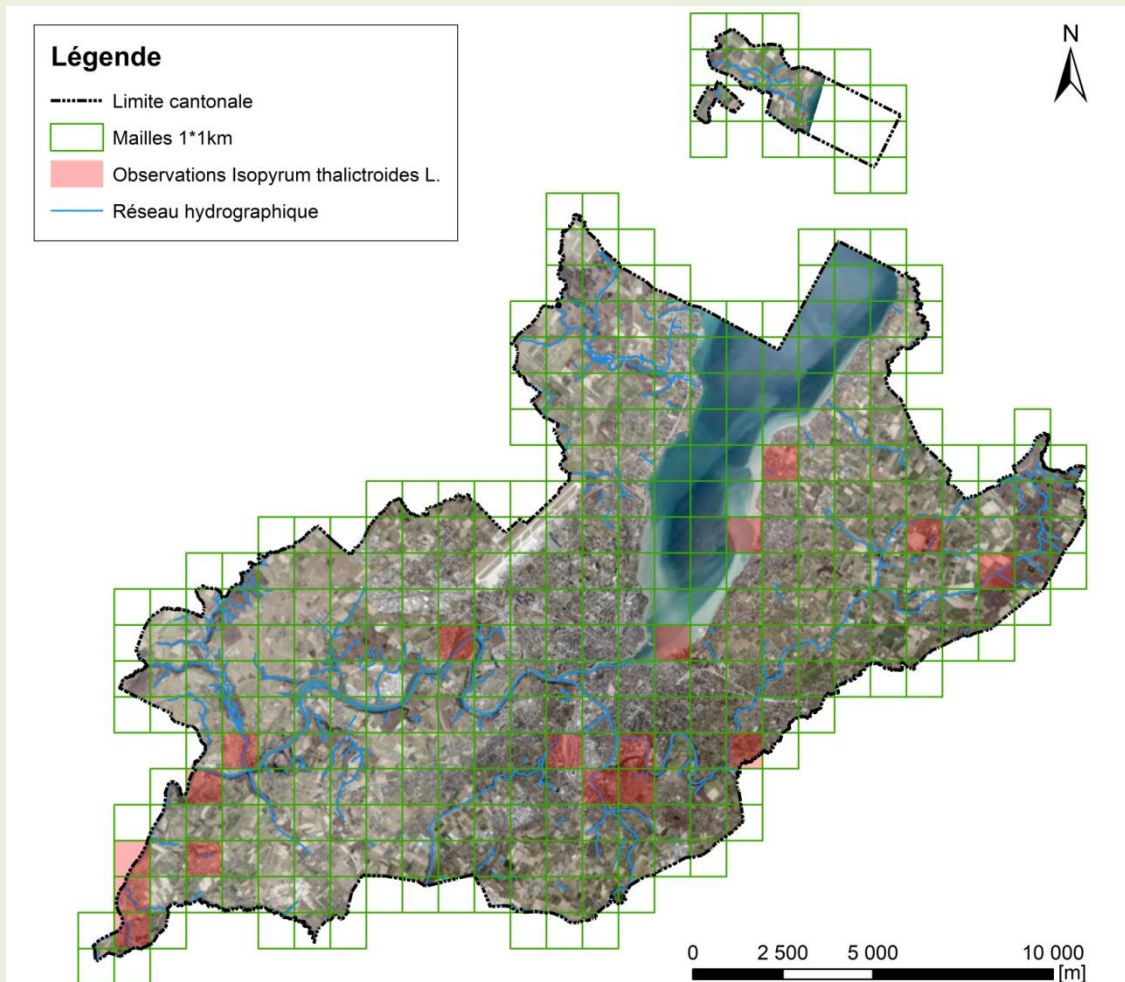 Légende
Limite cantonale
Mailles 1*1km
Observations Isopyrum thalictroides L.
Réseau hydrographique
N
0 2 500 5 000 10 000
[m]